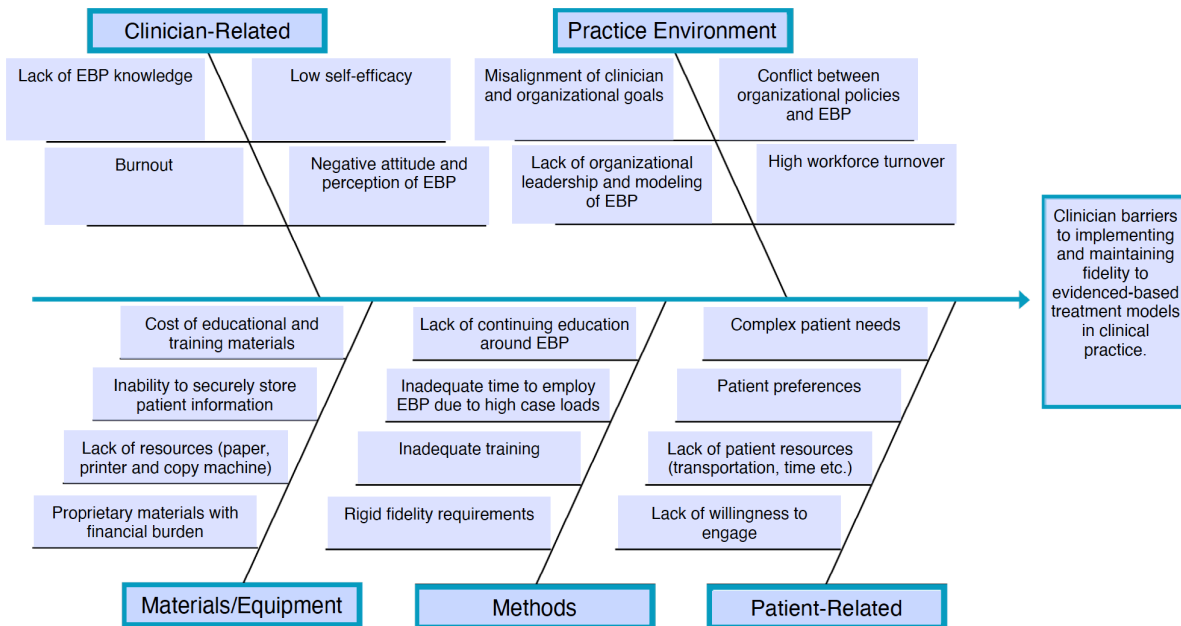 Clinician-Related
Practice Environment
Lack of EBP knowledge
Low self-efficacy
Misalignment of clinician
and organizational goals
Conflict between
organizational policies
and EBP
Burnout
Negative attitude and
perception of EBP
Lack of organizational
leadership and modeling
of EBP
High workforce turnover
Clinician barriers
to implementing
and maintaining
fidelity to
evidenced-based
treatment models
in clinical
practice.
Cost of educational and
training materials
Inability to securely store
patient information
Lack of resources (paper,
printer and copy machine)
Proprietary materials with
financial burden
Lack of continuing education
around EBP
Inadequate time to employ
EBP due to high case loads
Inadequate training
Rigid fidelity requirements
Complex patient needs
Patient preferences
Lack of patient resources
(transportation, time etc.)
Lack of willingness to
engage
Materials/Equipment
Methods
Patient-Related